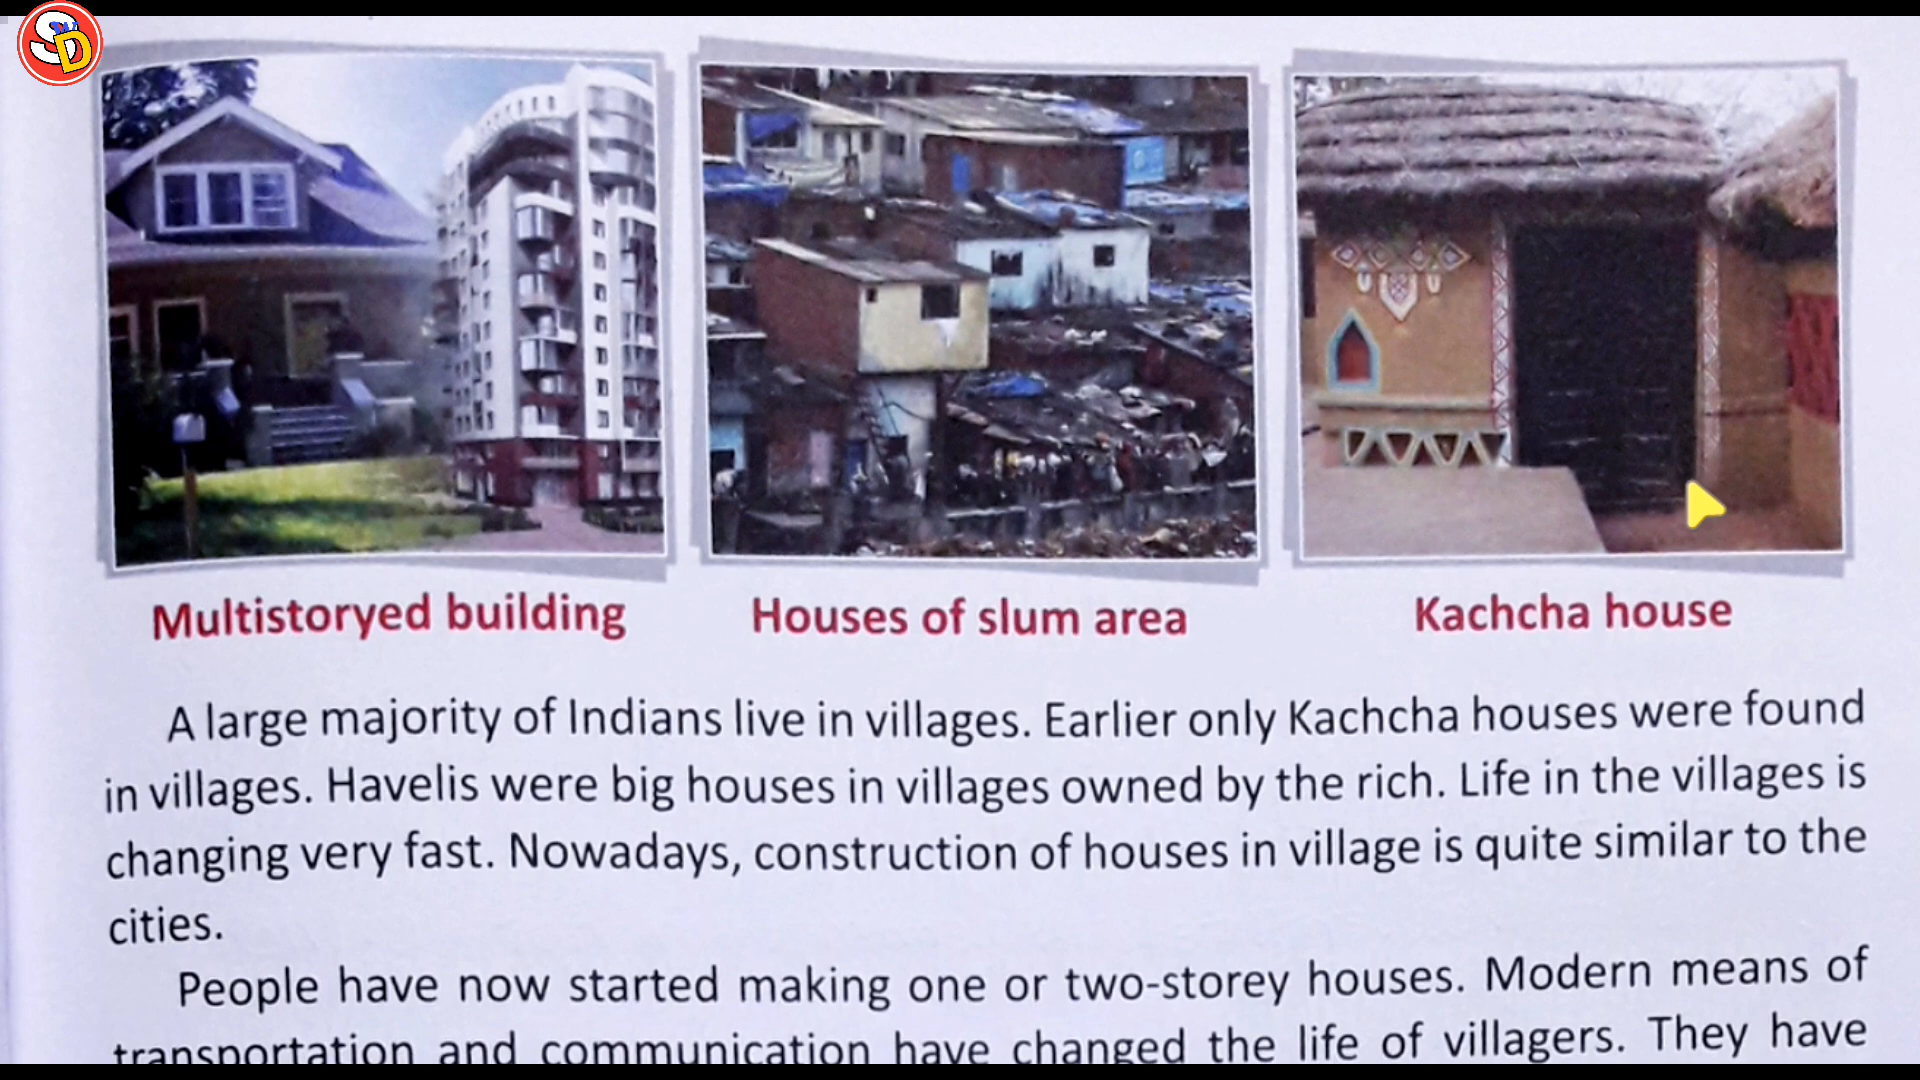 SD
Multistoryed building
Houses of slum area
Kachcha house
A large majority of Indians live in villages. Earlier only Kachcha houses were found
in villages. Havelis were big houses in villages owned by the rich. Life in the villages is
changing very fast. Nowadays, construction of houses in village is quite similar to the
cities.
People have now started making one or two-storey houses. Modern means of
transportation and communication have changed the life of villagers. They have